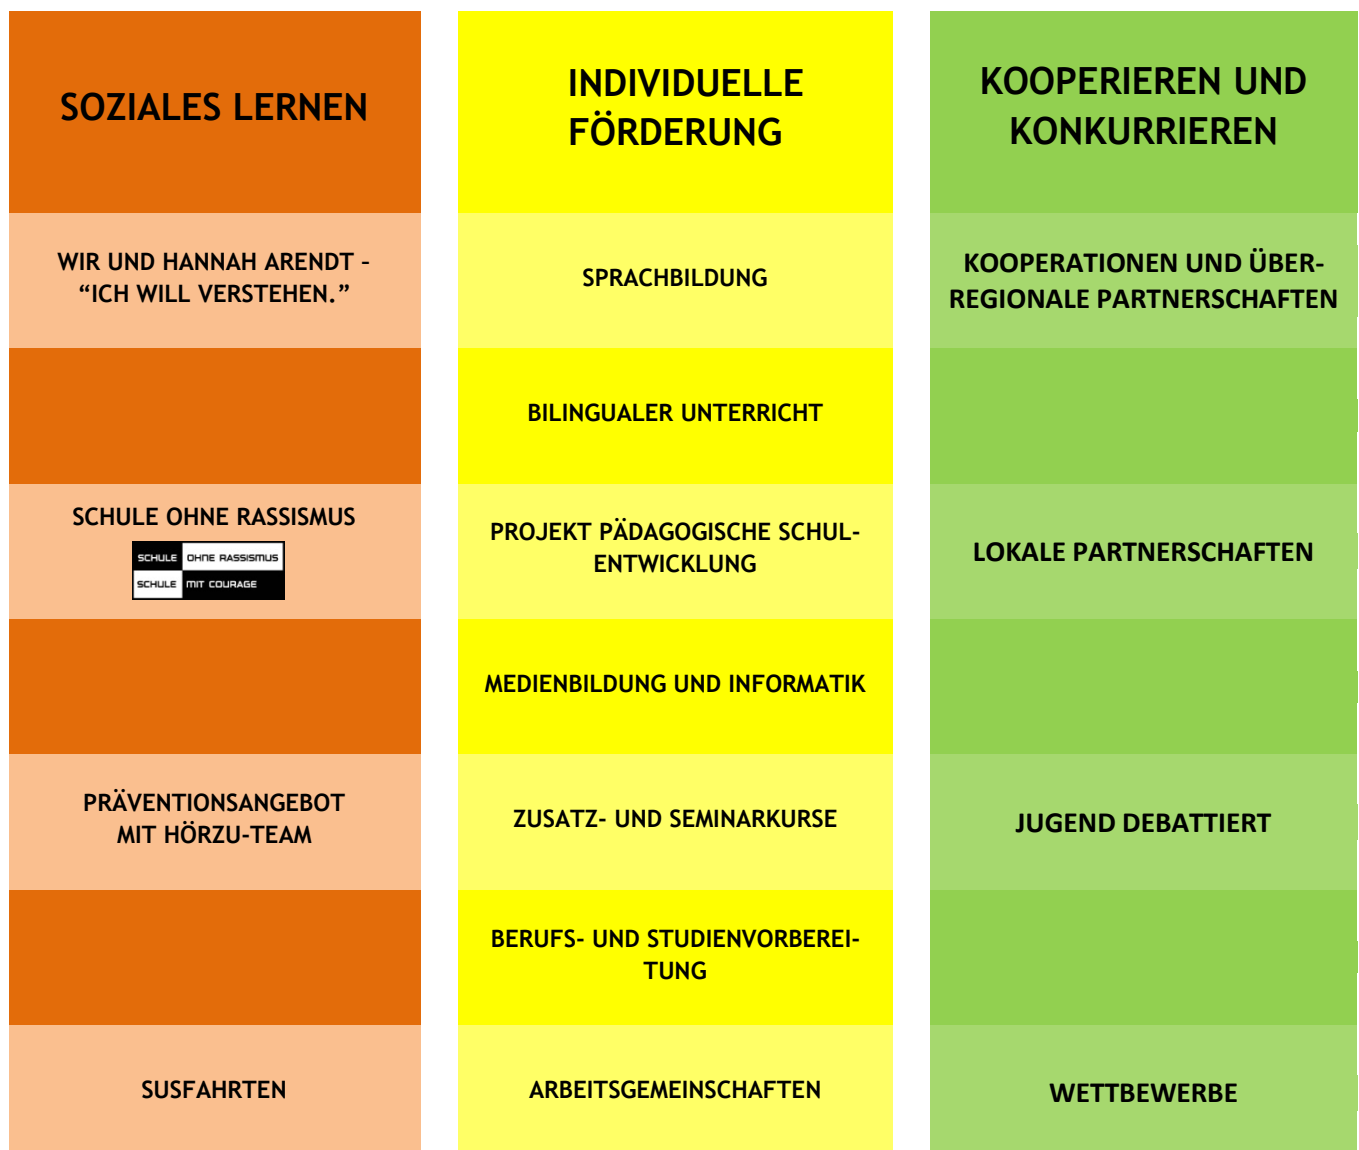 SOZIALES LERNEN
WIR UND HANNAH ARENDT –
“ICH WILL VERSTEHEN.”
SCHULE OHNE RASSISMUS
SCHULE OHNE RASSISMUS
SCHULE MIT COURAGE
PRÄVENTIONSANGEBOT
MIT HÖRZU-TEAM
SUSFAHRTEN
INDIVIDUELLE
FÖRDERUNG
SPRACHBILDUNG
BILINGUALER UNTERRICHT
PROJEKT PÄDAGOGISCHE SCHUL-
ENTWICKLUNG
MEDIENBILDUNG UND INFORMATIK
ZUSATZ- UND SEMINARKURSE
BERUFS- UND STUDIENVORBEREI-
TUNG
ARBEITSGEMEINSCHAFTEN
KOOPERIEREN UND
KONKURRIEREN
KOOPERATIONEN UND ÜBER-
REGIONALE PARTNERSCHAFTEN
LOKALE PARTNERSCHAFTEN
JUGEND DEBATTIERT
WETTBEWERBE